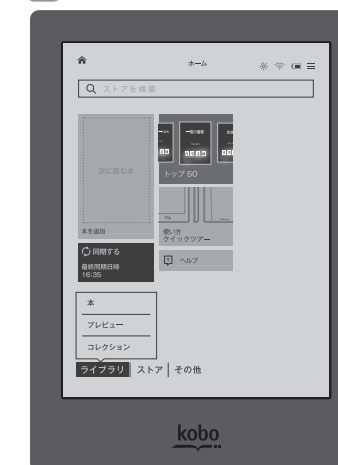 ホーム
ストアを検索
次に読む本
トップ 50
本を追加
使い方
クイックツアー
同期する
最終同期日時
16:35
ヘルプ
本
プレビュー
コレクション
ライブラリ ストア その他
kobo